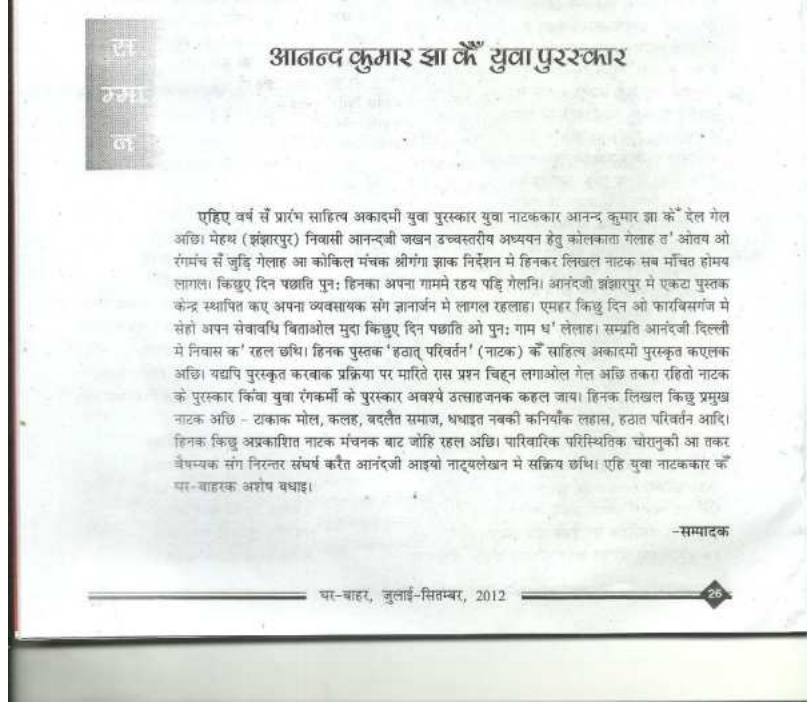 स
म्मा
न
आनन्द कुमार झा केँ युवा पुरस्कार
एहिए वर्ष सँ प्रारंभ साहित्य अकादमी युवा पुरस्कार युवा नाटककार आनन्द कुमार झा केँ देल गेल
अछि। मेहथ (झंझारपुर) निवासी आनन्दजी जखन उच्चस्तरीय अध्ययन हेतु कोलकाता गेलाह त' ओतय ओ
रंगमंच सँ जुड़ि गेलाह आ कोकिल मंचक श्रीगंगा झाक निर्देशन मे हिनकर लिखल नाटक सब मंचित होमय
लागल। किछुए दिन पछाति पुन: हिनका अपना गाममे रहय पड़ि गेलनि। आनंदजी झंझारपुर मे एकटा पुस्तक
केन्द्र स्थापित कए अपना व्यवसायक संग ज्ञानार्जन मे लागल रहलाह। एमहर किछु दिन ओ फारबिसगंज मे
सेहो अपन सेवावधि बिताओल मुदा किछुए दिन पछाति ओ पुन: गाम ध' लेलाह। सम्प्रति आनंदजी दिल्ली
मे निवास क' रहल छथि। हिनक पुस्तक 'हठात् परिवर्तन' (नाटक) केँ साहित्य अकादमी पुरस्कृत कएलक
अछि। यद्यपि पुरस्कृत करबाक प्रक्रिया पर मारिते रास प्रश्न चिह्न लगाओल गेल अछि तकरा रहितो नाटक
के पुरस्कार किंवा युवा रंगकर्मी के पुरस्कार अवश्ये उत्साहजनक कहल जाय। हिनक लिखल किछु प्रमुख
नाटक अछि - टाकाक मोल, कलह, बदलैत समाज, धधाइत नबकी कनियाँक लहास, हठात परिवर्तन आदि।
हिनक किछु अप्रकाशित नाटक मंचनक बाट जोहि रहल अछि। पारिवारिक परिस्थितिक चोरानुकी आ तकर
वैषम्यक संग निरन्तर संघर्ष करैत आनंदजी आइयो नाट्यलेखन मे सक्रिय छथि। एहि युवा नाटककार केँ
घर-बाहरक अशेष बधाइ।
-सम्पादक
घर-बाहर, जुलाई-सितम्बर, 2012
26